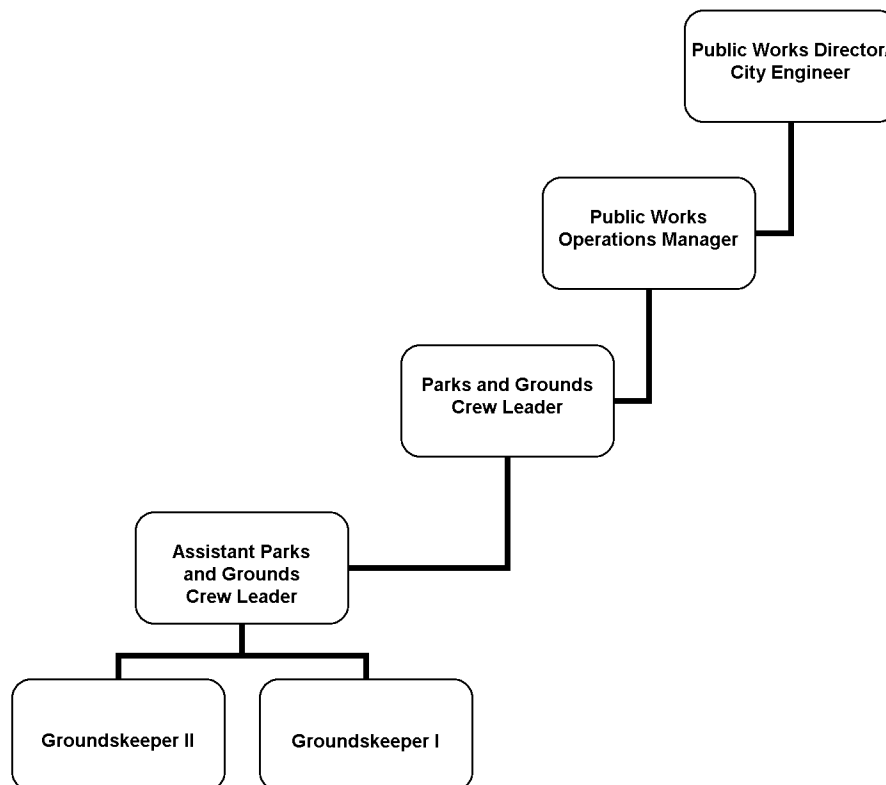 Public Works Director/
City Engineer
Public Works
Operations Manager
Parks and Grounds
Crew Leader
Assistant Parks
and Grounds
Crew Leader
Groundskeeper II
Groundskeeper I